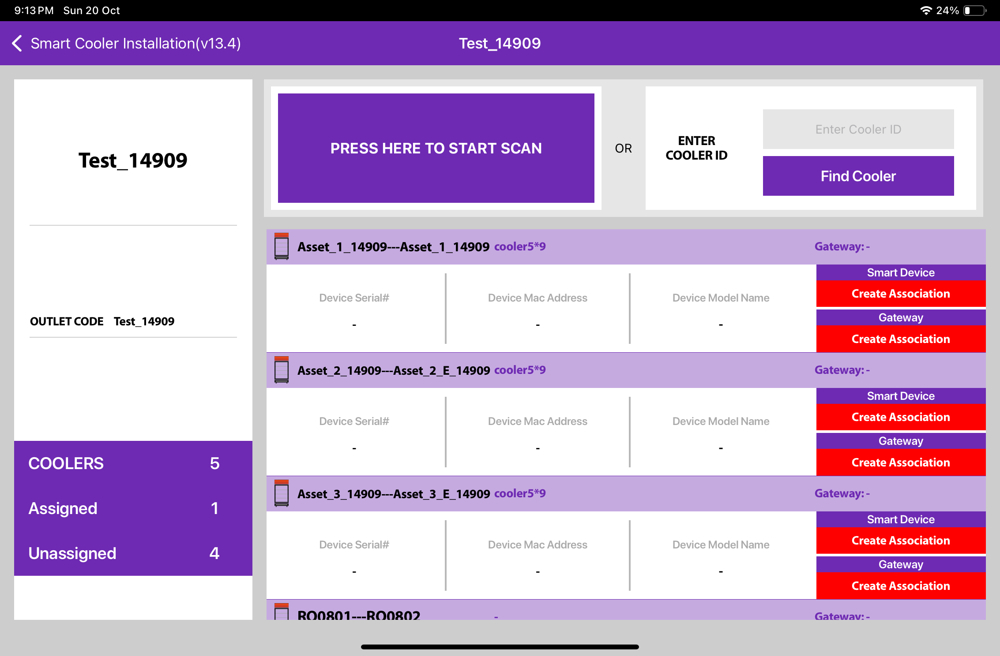 9:13 PM Sun 20 Oct
24%
Smart Cooler Installation(v13.4)
Test_14909
Test_14909
OUTLET CODE Test_14909
COOLERS 5
Assigned 1
Unassigned 4
PRESS HERE TO START SCAN
OR
ENTER
COOLER ID
Enter Cooler ID
Find Cooler
Asset_1_14909---Asset_1_14909 cooler5*9 Gateway: -
Device Serial# Device Mac Address Device Model Name
- - -
Smart Device
Create Association
Gateway
Create Association
Asset_2_14909---Asset_2_E_14909 cooler5*9 Gateway: -
Device Serial# Device Mac Address Device Model Name
- - -
Smart Device
Create Association
Gateway
Create Association
Asset_3_14909---Asset_3_E_14909 cooler5*9 Gateway: -
Device Serial# Device Mac Address Device Model Name
- - -
Smart Device
Create Association
Gateway
Create Association
RO0801---RO0802 - Gateway: -